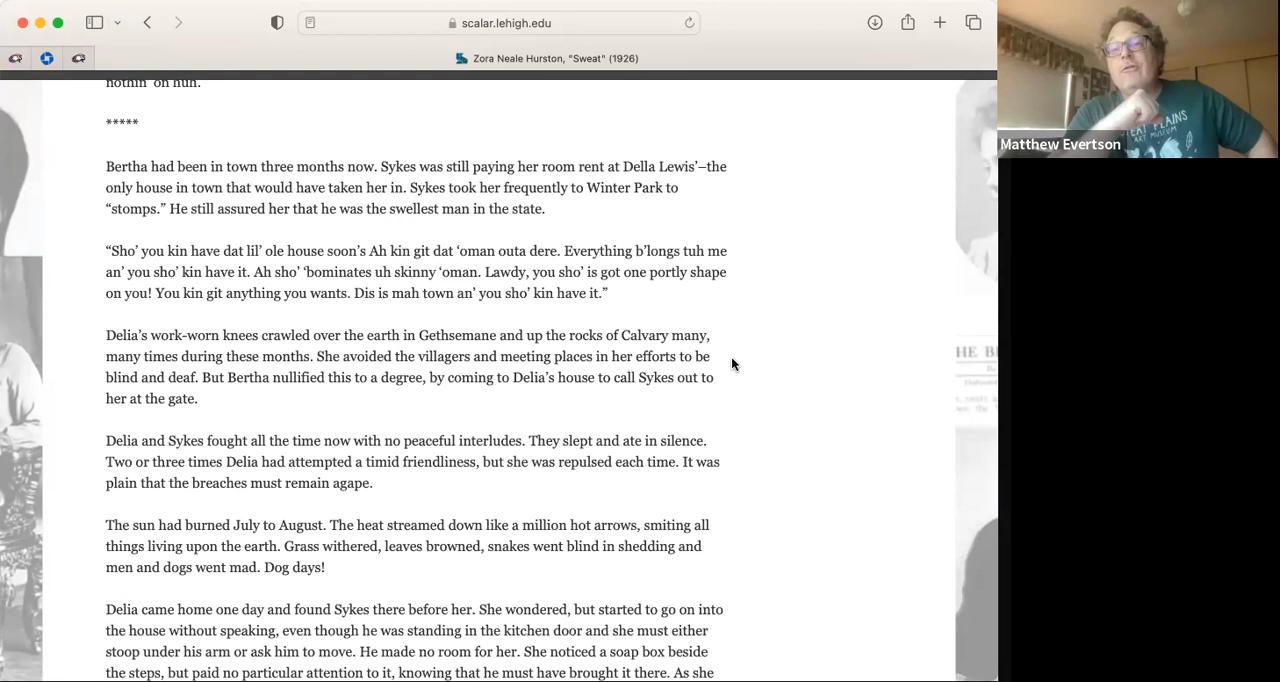 scalar.lehigh.edu
Zora Neale Hurston, "Sweat" (1926)
nothin' on huh.
*****
Bertha had been in town three months now. Sykes was still paying her room rent at Della Lewis'–the
only house in town that would have taken her in. Sykes took her frequently to Winter Park to
“stomps.” He still assured her that he was the swellest man in the state.
“Sho’ you kin have dat lil’ ole house soon’s Ah kin git dat ‘oman outa dere. Everything b’longs tuh me
an’ you sho’ kin have it. Ah sho’ ‘bominates uh skinny ‘oman. Lawdy, you sho’ is got one portly shape
on you! You kin git anything you wants. Dis is mah town an’ you sho’ kin have it.”
Delia’s work-worn knees crawled over the earth in Gethsemane and up the rocks of Calvary many,
many times during these months. She avoided the villagers and meeting places in her efforts to be
blind and deaf. But Bertha nullified this to a degree, by coming to Delia’s house to call Sykes out to
her at the gate.
Delia and Sykes fought all the time now with no peaceful interludes. They slept and ate in silence.
Two or three times Delia had attempted a timid friendliness, but she was repulsed each time. It was
plain that the breaches must remain agape.
The sun had burned July to August. The heat streamed down like a million hot arrows, smiting all
things living upon the earth. Grass withered, leaves browned, snakes went blind in shedding and
men and dogs went mad. Dog days!
Delia came home one day and found Sykes there before her. She wondered, but started to go on into
the house without speaking, even though he was standing in the kitchen door and she must either
stoop under his arm or ask him to move. He made no room for her. She noticed a soap box beside
the steps, but paid no particular attention to it, knowing that he must have brought it there. As she
HE B
PLAINS
ART MUSEUM
Matthew Evertson